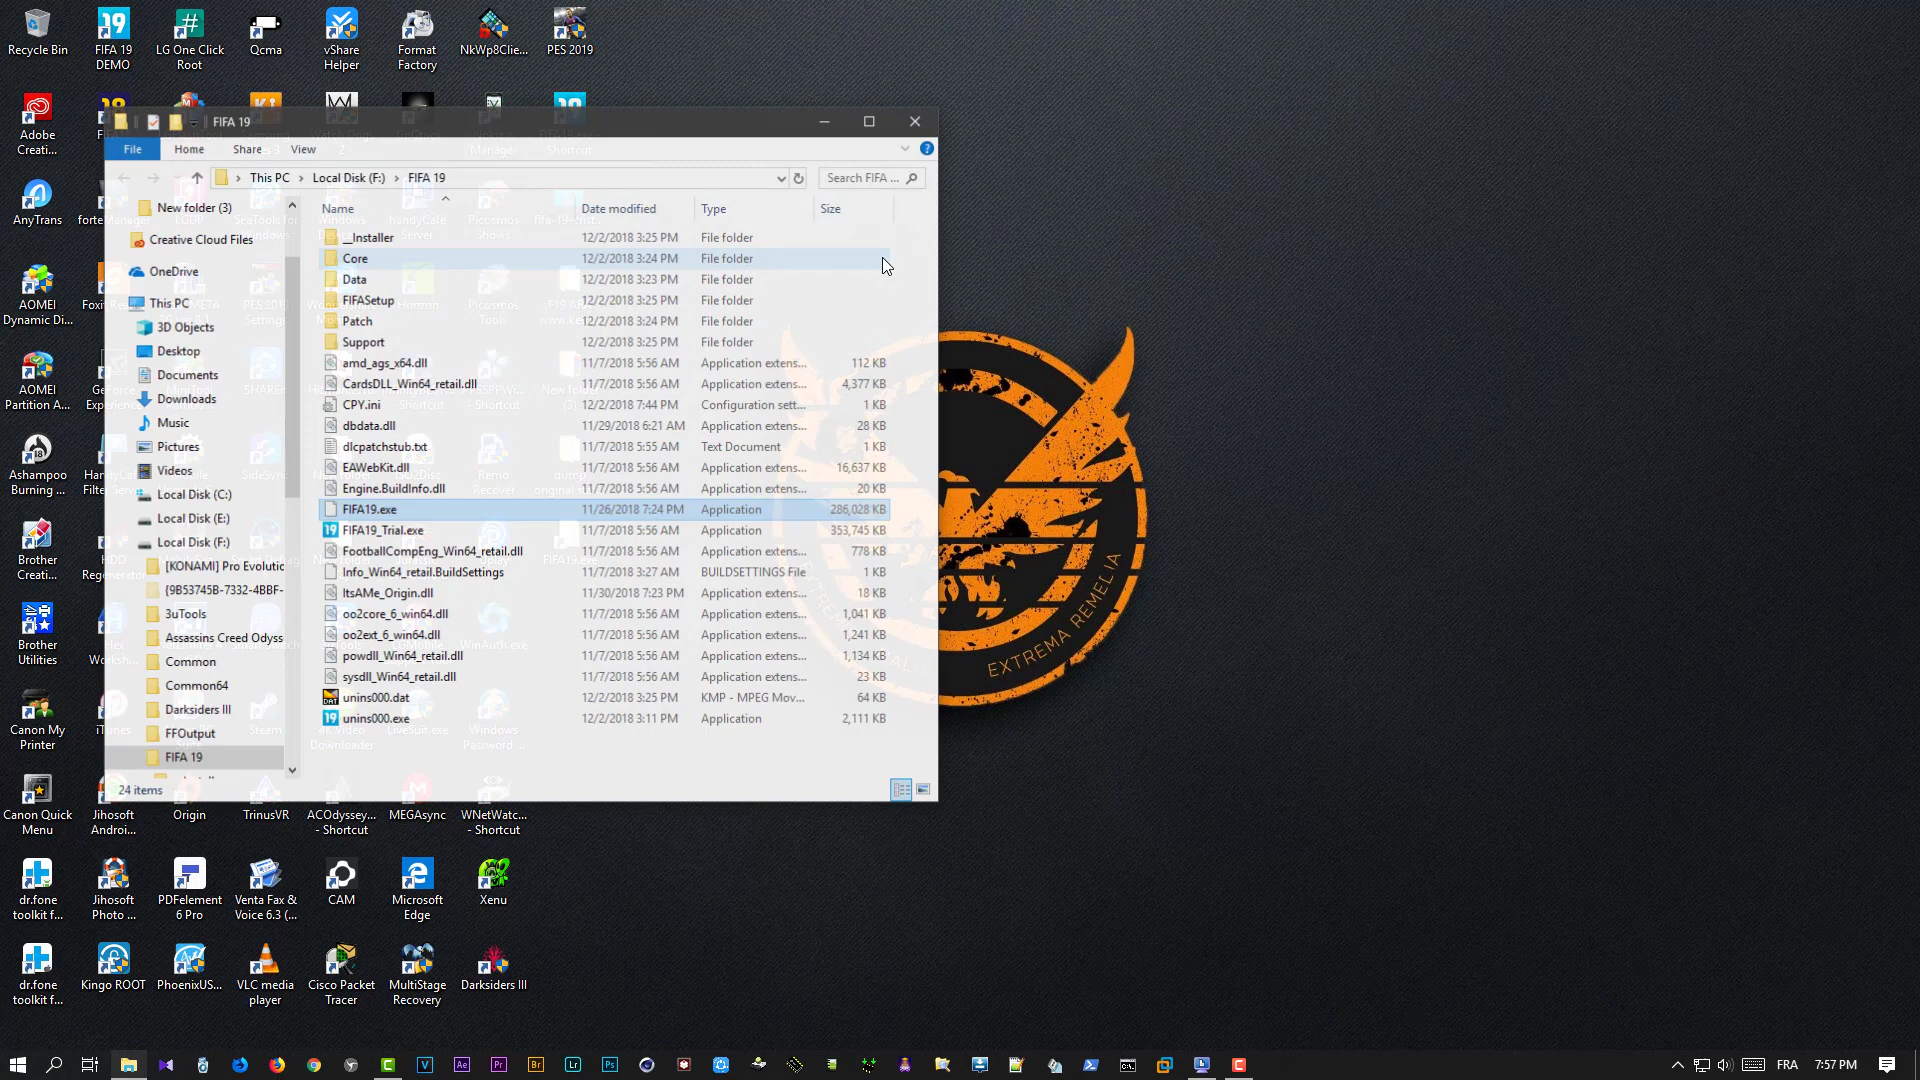 Recycle Bin
FIFA 19
DEMO
LG One Click
Root
Qcma
vShare
Helper
Format
Factory
NkWp8Clie...
PES 2019
Adobe
Creati...
AnyTrans
AOMEI
Dynamic Di...
AOMEI
Partition A...
Ashampoo
Burning ...
Brother
Creati...
Brother
Utilities
Canon My
Printer
Canon Quick
Menu
Jihosoft
Androi...
Origin
TrinusVR
ACOdyssey...
- Shortcut
MEGAsync
WNetWatc...
- Shortcut
dr.fone
toolkit f...
Jihosoft
Photo ...
PDFelement
6 Pro
Venta Fax &
Voice 6.3 (...
CAM
Microsoft
Edge
Xenu
dr.fone
toolkit f...
Kingo ROOT
PhoenixUS...
VLC media
player
Cisco Packet
Tracer
MultiStage
Recovery
Darksiders III
FIFA 19
File Home Share View
This PC › Local Disk (F:) › FIFA 19
Search FIFA ...
New folder (3)
Creative Cloud Files
OneDrive
This PC
3D Objects
Desktop
Documents
Downloads
Music
Pictures
Videos
Local Disk (C:)
Local Disk (E:)
Local Disk (F:)
[KONAMI] Pro Evolutic
{9B53745B-7332-4BBF-
3uTools
Assassins Creed Odyss
Common
Common64
Darksiders III
FFOutput
FIFA 19
Name Date modified Type Size
__Installer 12/2/2018 3:25 PM File folder
Core 12/2/2018 3:24 PM File folder
Data 12/2/2018 3:23 PM File folder
FIFASetup 12/2/2018 3:25 PM File folder
Patch 12/2/2018 3:24 PM File folder
Support 12/2/2018 3:25 PM File folder
amd_ags_x64.dll 11/7/2018 5:56 AM Application extens... 112 KB
CardsDLL_Win64_retail.dll 11/7/2018 5:56 AM Application extens... 4,377 KB
CPY.ini 12/2/2018 7:44 PM Configuration sett... 1 KB
dbdata.dll 11/29/2018 6:21 AM Application extens... 28 KB
dlcpatchstub.txt 11/7/2018 5:55 AM Text Document 1 KB
EAWebKit.dll 11/7/2018 5:56 AM Application extens... 16,637 KB
Engine.BuildInfo.dll 11/7/2018 5:56 AM Application extens... 20 KB
FIFA19.exe 11/26/2018 7:24 PM Application 286,028 KB
FIFA19_Trial.exe 11/7/2018 5:56 AM Application 353,745 KB
FootballCompEng_Win64_retail.dll 11/7/2018 5:56 AM Application extens... 778 KB
Info_Win64_retail.BuildSettings 11/7/2018 3:27 AM BUILDSETTINGS File 1 KB
ItsAMe_Origin.dll 11/30/2018 7:23 PM Application extens... 18 KB
oo2core_6_win64.dll 11/7/2018 5:56 AM Application extens... 1,041 KB
oo2ext_6_win64.dll 11/7/2018 5:56 AM Application extens... 1,241 KB
powdll_Win64_retail.dll 11/7/2018 5:56 AM Application extens... 1,134 KB
sysdll_Win64_retail.dll 11/7/2018 5:56 AM Application extens... 23 KB
unins000.dat 12/2/2018 3:25 PM KMP - MPEG Mov... 64 KB
unins000.exe 12/2/2018 3:11 PM Application 2,111 KB
24 items
EXTREMA REMELIA
FRA
7:57 PM